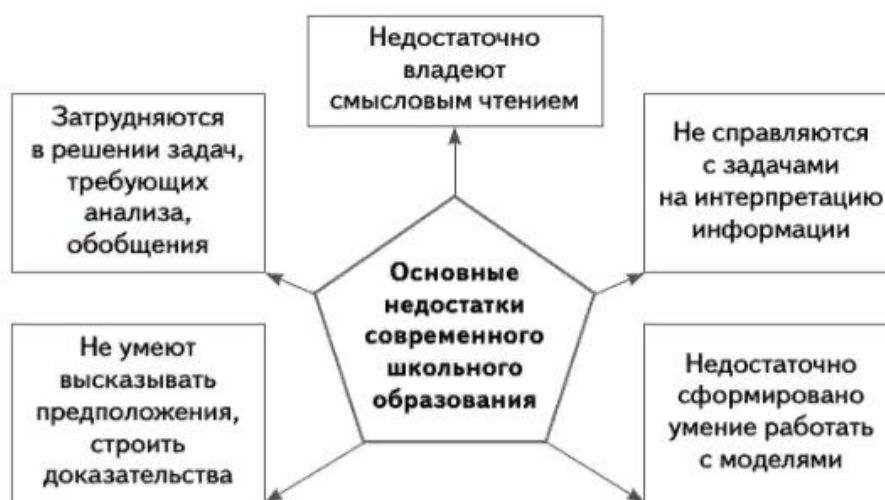 Недостаточно
владеют
смысловым чтением
Затрудняются
в решении задач,
требующих
анализа,
обобщения
Не справляются
с задачами
на интерпретацию
информации
Основные
недостатки
современного
школьного
образования
Не умеют
высказывать
предположения,
строить
доказательства
Недостаточно
сформировано
умение работать
с моделями